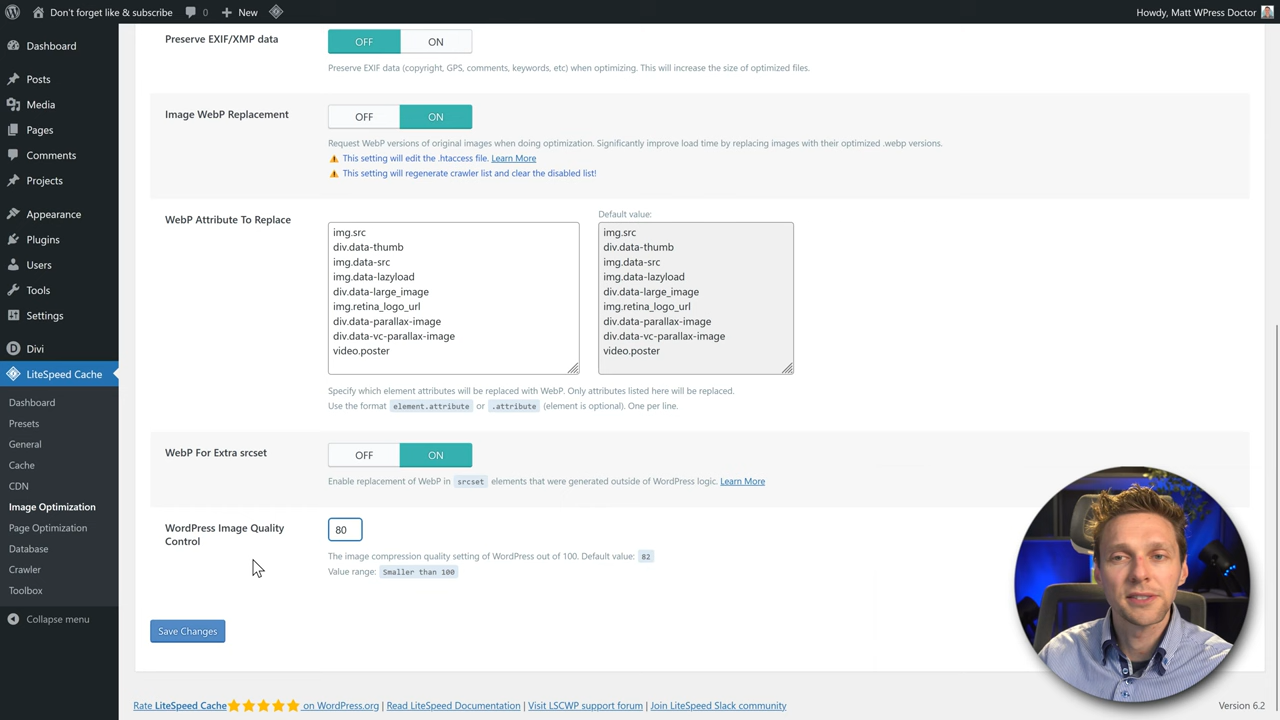 Don't forget like & subscribe
0
New
Howdy, Matt WPress Doctor
Dashboard
Posts
Media
Pages
Comments
Projects
Appearance
Plugins
Users
Tools
Settings
Divi
LiteSpeed Cache
Dashboard
Presets
General
Cache
CDN
Image Optimization
Page Optimization
Database
Crawler
Toolbox
Collapse menu
Preserve EXIF/XMP data
OFF ON
Preserve EXIF data (copyright, GPS, comments, keywords, etc) when optimizing. This will increase the size of optimized files.
Image WebP Replacement
OFF ON
Request WebP versions of original images when doing optimization. Significantly improve load time by replacing images with their optimized .webp versions.
This setting will edit the .htaccess file. Learn More
This setting will regenerate crawler list and clear the disabled list!
WebP Attribute To Replace
img.src
div.data-thumb
img.data-src
img.data-lazyload
div.data-large_image
img.retina_logo_url
div.data-parallax-image
div.data-vc-parallax-image
video.poster
Default value:
img.src
div.data-thumb
img.data-src
img.data-lazyload
div.data-large_image
img.retina_logo_url
div.data-parallax-image
div.data-vc-parallax-image
video.poster
Specify which element attributes will be replaced with WebP. Only attributes listed here will be replaced.
Use the format element.attribute or .attribute (element is optional). One per line.
WebP For Extra srcset
OFF ON
Enable replacement of WebP in srcset elements that were generated outside of WordPress logic. Learn More
WordPress Image Quality
Control
80
The image compression quality setting of WordPress out of 100. Default value: 82
Value range: Smaller than 100
Save Changes
Rate LiteSpeed Cache on WordPress.org | Read LiteSpeed Documentation | Visit LSCWP support forum | Join LiteSpeed Slack community
Version 6.2